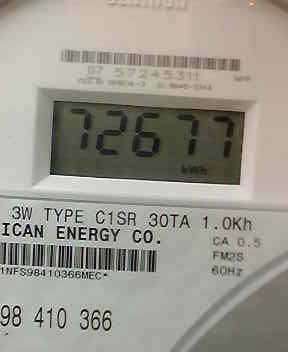 CENTRON
07 57245311
72677
kWh
3W TYPE C1SR 30TA 1.0Kh
ICAN ENERGY CO.
CA 0.5
FM2S
1NFS98410366MEC*
60Hz
98 410 366